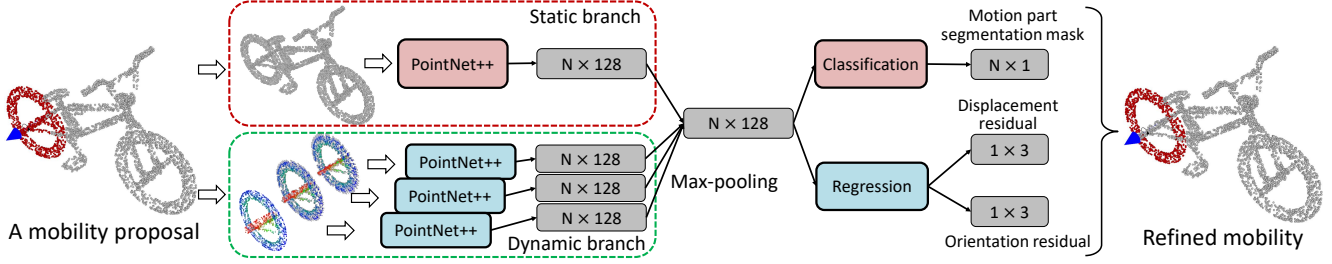 A mobility proposal
Static branch
PointNet++
N × 128
PointNet++
N × 128
PointNet++
N × 128
PointNet++
N × 128
Dynamic branch
N × 128
Max-pooling
Classification
Motion part
segmentation mask
N × 1
Regression
Displacement
residual
1 × 3
1 × 3
Orientation residual
Refined mobility